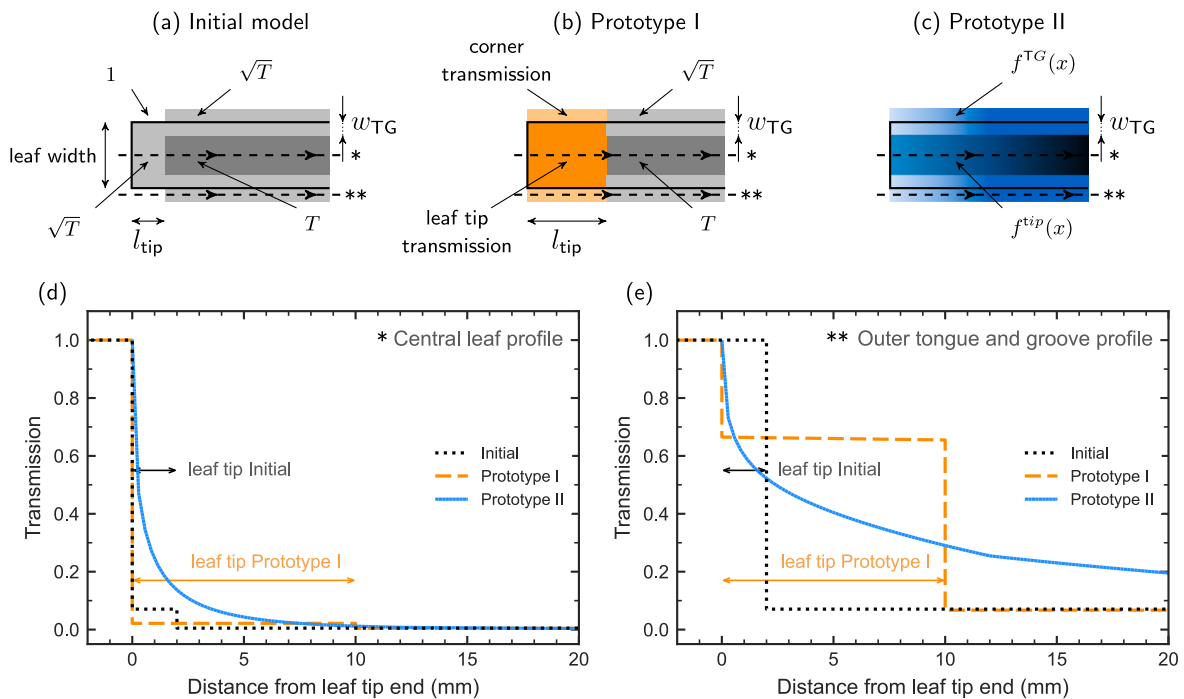 (a) Initial model
1
√T
leaf width
w_TG
*
**
√T
l_tip
T
(b) Prototype I
corner
transmission
√T
w_TG
*
**
leaf tip
transmission
l_tip
T
(c) Prototype II
f^TG(x)
w_TG
*
**
f^tip(x)
(d)
* Central leaf profile
Transmission
1.0
0.8
0.6
0.4
0.2
0.0
Initial
Prototype I
Prototype II
leaf tip Initial
leaf tip Prototype I
0
5
10
15
20
Distance from leaf tip end (mm)
(e)
** Outer tongue and groove profile
Transmission
1.0
0.8
0.6
0.4
0.2
0.0
Initial
Prototype I
Prototype II
leaf tip Initial
leaf tip Prototype I
0
5
10
15
20
Distance from leaf tip end (mm)